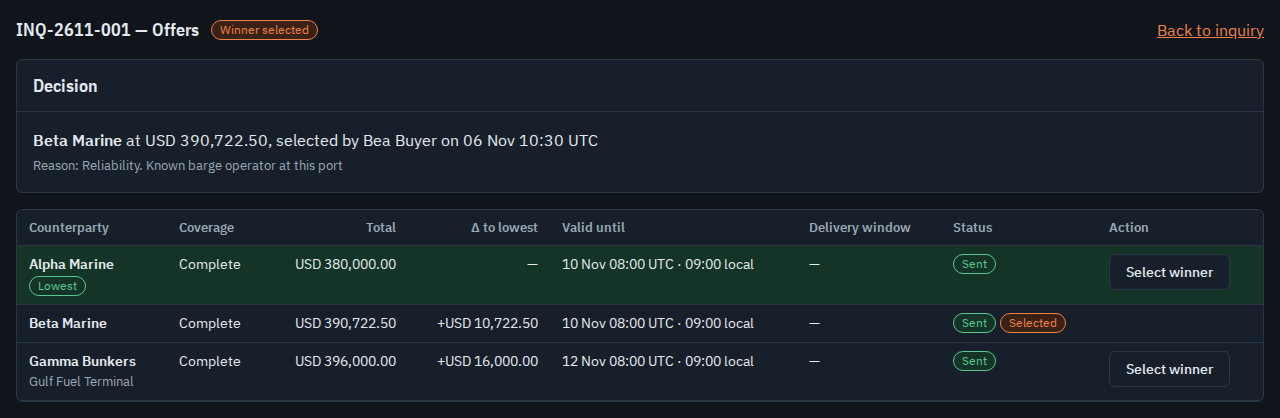 INQ-2611-001 — Offers Winner selected Back to inquiry
Decision
Beta Marine at USD 390,722.50, selected by Bea Buyer on 06 Nov 10:30 UTC
Reason: Reliability. Known barge operator at this port
Counterparty Coverage Total Δ to lowest Valid until Delivery window Status Action
Alpha Marine Complete USD 380,000.00 — 10 Nov 08:00 UTC · 09:00 local — Sent Select winner
Lowest
Beta Marine Complete USD 390,722.50 +USD 10,722.50 10 Nov 08:00 UTC · 09:00 local — Sent Selected
Gamma Bunkers Complete USD 396,000.00 +USD 16,000.00 12 Nov 08:00 UTC · 09:00 local — Sent Select winner
Gulf Fuel Terminal